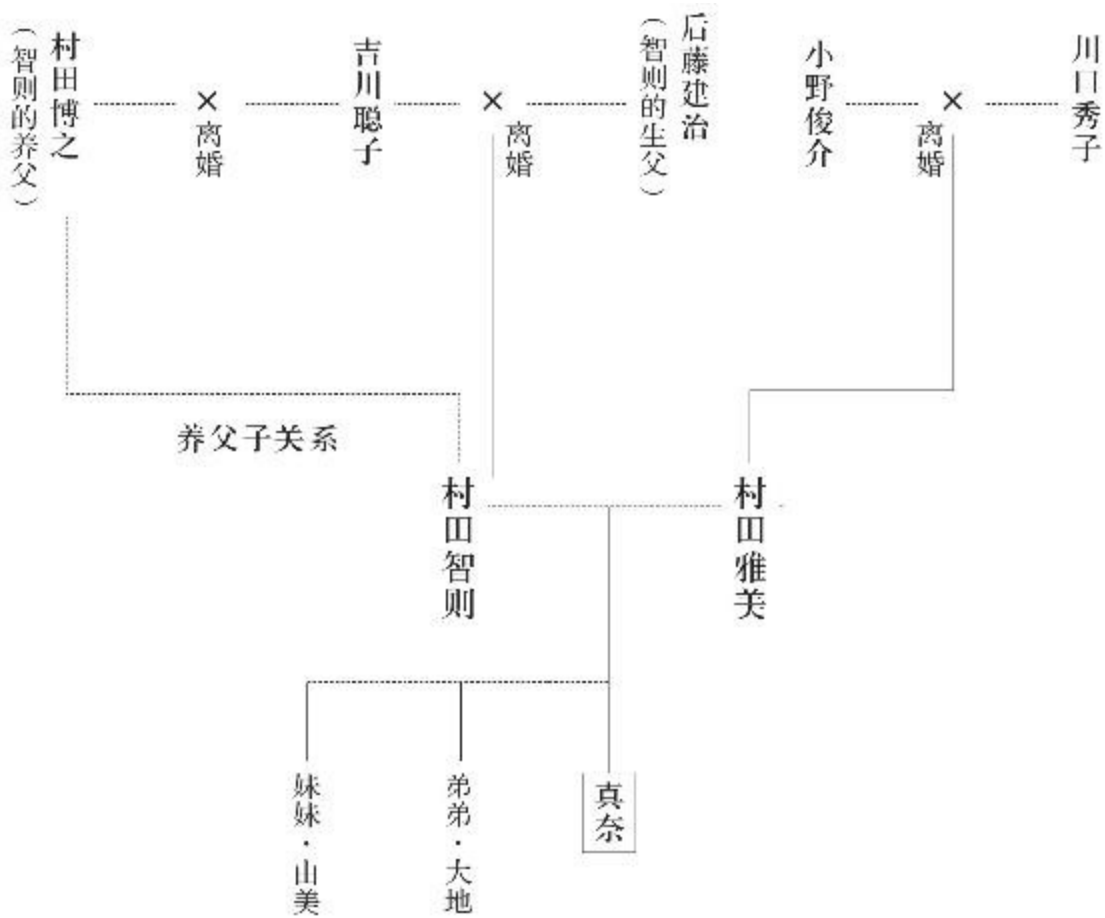 村田博之
（智则的养父）
×
离婚
吉川聪子
×
离婚
后藤建治
（智则的生父）
小野俊介
×
离婚
川口秀子
养父子关系
村田智则
村田雅美
妹妹·由美
弟弟·大地
真奈